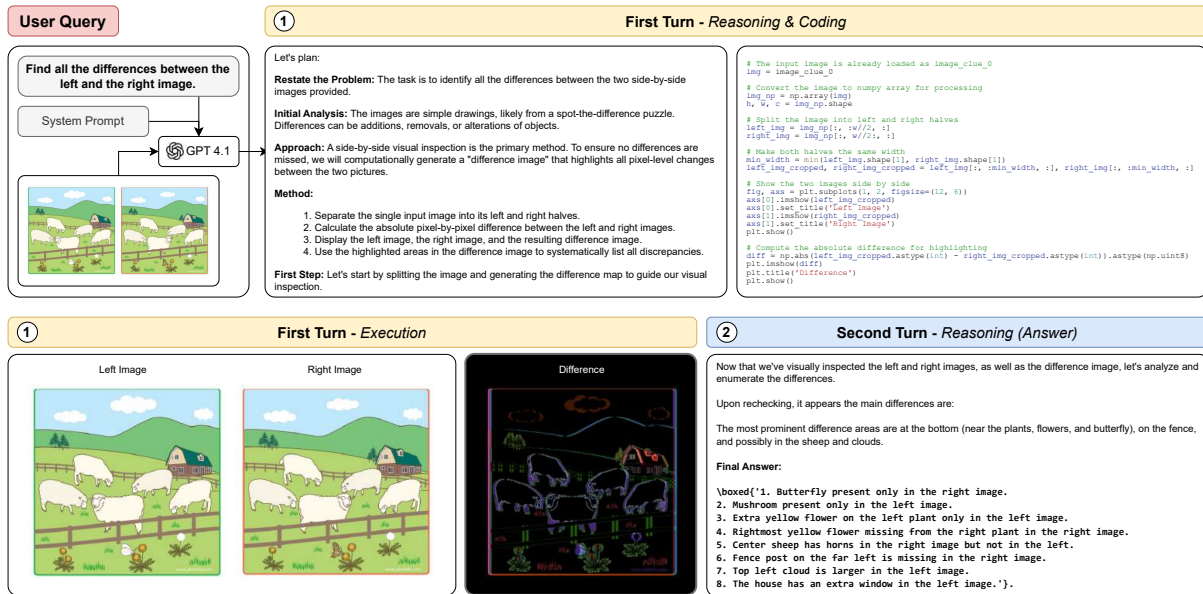 User Query
1
First Turn - Reasoning & Coding
Find all the differences between the
left and the right image.
System Prompt
GPT 4.1
Let's plan:
Restate the Problem: The task is to identify all the differences between the two side-by-side
images provided.
Initial Analysis: The images are simple drawings, likely from a spot-the-difference puzzle.
Differences can be additions, removals, or alterations of objects.
Approach: A side-by-side visual inspection is the primary method. To ensure no differences are
missed, we will computationally generate a "difference image" that highlights all pixel-level changes
between the two pictures.
Method:
1. Separate the single input image into its left and right halves.
2. Calculate the absolute pixel-by-pixel difference between the left and right images.
3. Display the left image, the right image, and the resulting difference image.
4. Use the highlighted areas in the difference image to systematically list all discrepancies.
First Step: Let's start by splitting the image and generating the difference map to guide our visual
inspection.
# The input image is already loaded as image_clue_0
img = image_clue_0
# Convert the image to numpy array for processing
img_np = np.array(img)
h, w, c = img_np.shape
# Split the image into left and right halves
left_img = img_np[:, :w//2, :]
right_img = img_np[:, w//2:, :]
# Make both halves the same width
min_width = min(left_img.shape[1], right_img.shape[1])
left_img_cropped, right_img_cropped = left_img[:, :min_width, :], right_img[:, :min_width, :]
# Show the two images side by side
fig, axs = plt.subplots(1, 2, figsize=(12, 6))
axs[0].imshow(left_img_cropped)
axs[0].set_title('Left Image')
axs[1].imshow(right_img_cropped)
axs[1].set_title('Right Image')
plt.show()
# Compute the absolute difference for highlighting
diff = np.abs(left_img_cropped.astype(int) - right_img_cropped.astype(int)).astype(np.uint8)
plt.imshow(diff)
plt.title('Difference')
plt.show()
1
First Turn - Execution
Left Image
Right Image
Difference
2
Second Turn - Reasoning (Answer)
Now that we've visually inspected the left and right images, as well as the difference image, let's analyze and
enumerate the differences.
Upon rechecking, it appears the main differences are:
The most prominent difference areas are at the bottom (near the plants, flowers, and butterfly), on the fence,
and possibly in the sheep and clouds.
Final Answer:
\boxed{'1. Butterfly present only in the right image.
2. Mushroom present only in the left image.
3. Extra yellow flower on the left plant only in the left image.
4. Rightmost yellow flower missing from the right plant in the right image.
5. Center sheep has horns in the right image but not in the left.
6. Fence post on the far left is missing in the right image.
7. Top left cloud is larger in the left image.
8. The house has an extra window in the left image.'}.